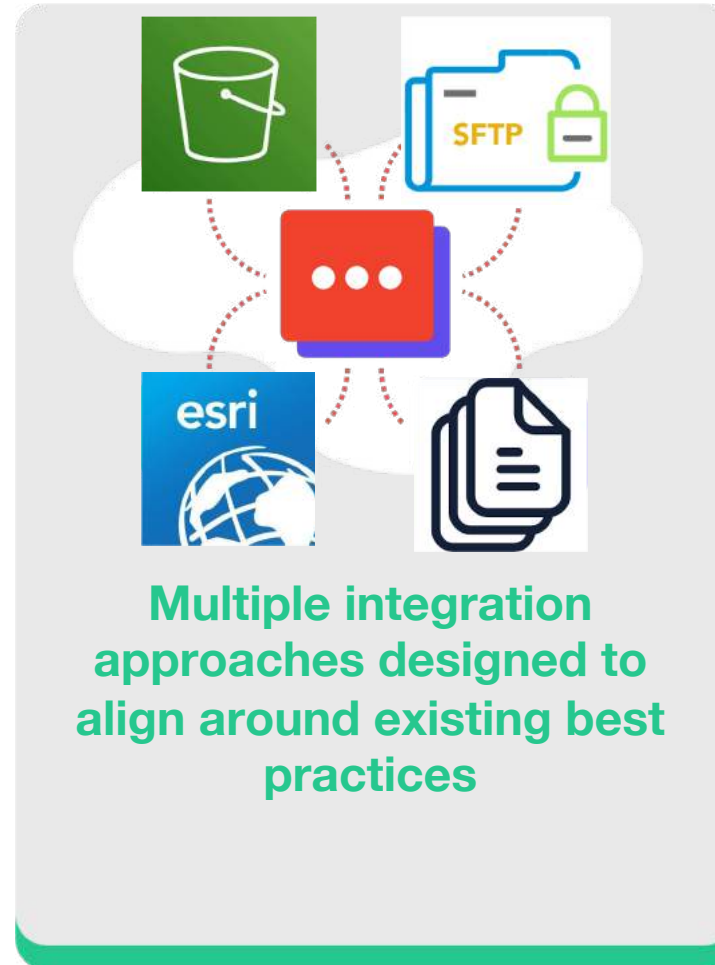 SFTP
esri
Multiple integration
approaches designed to
align around existing best
practices